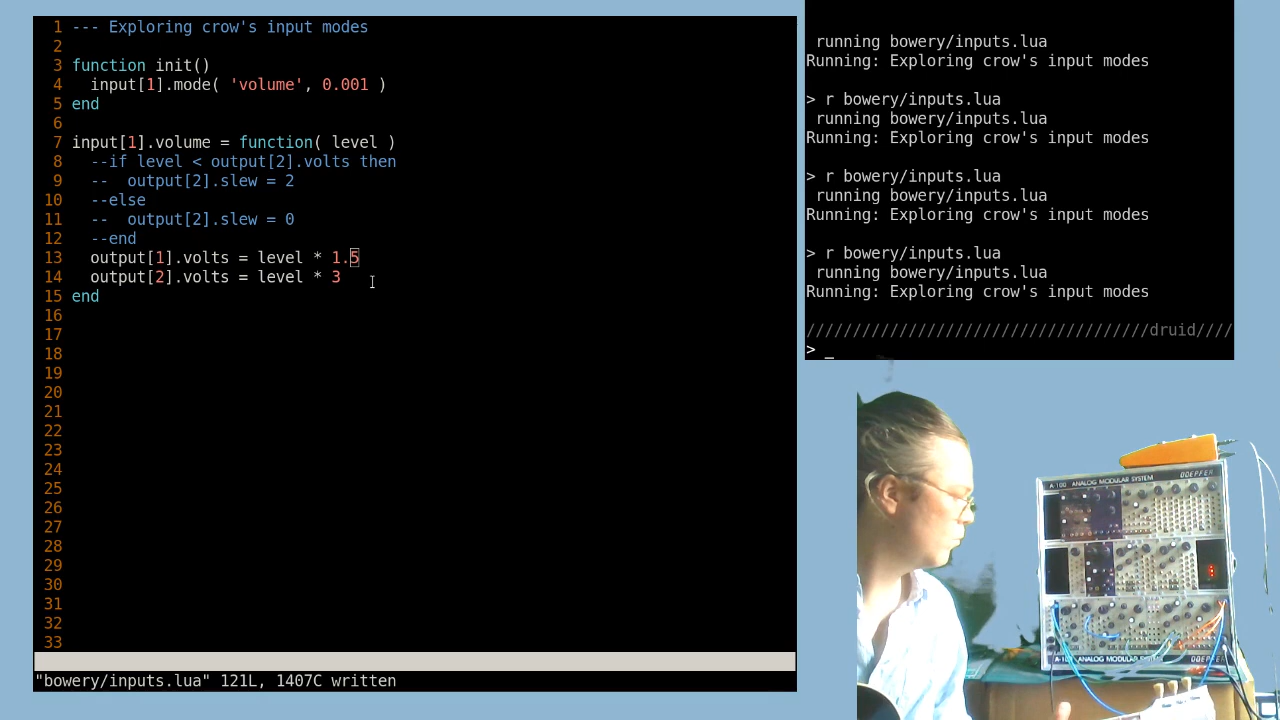 1 --- Exploring crow's input modes
2
3 function init()
4   input[1].mode( 'volume', 0.001 )
5 end
6
7 input[1].volume = function( level )
8   --if level < output[2].volts then
9   --  output[2].slew = 2
10   --else
11   --  output[2].slew = 0
12   --end
13   output[1].volts = level * 1.5
14   output[2].volts = level * 3
15 end
16
17
18
19
20
21
22
23
24
25
26
27
28
29
30
31
32
33
"bowery/inputs.lua" 121L, 1407C written
running bowery/inputs.lua
Running: Exploring crow's input modes
> r bowery/inputs.lua
running bowery/inputs.lua
Running: Exploring crow's input modes
> r bowery/inputs.lua
running bowery/inputs.lua
Running: Exploring crow's input modes
> r bowery/inputs.lua
running bowery/inputs.lua
Running: Exploring crow's input modes
/////////////////////////////////////druid////
> _
A-100 ANALOG MODULAR SYSTEM DOEPFER
A-100 ANALOG MODULAR SYSTEM DOEPFER